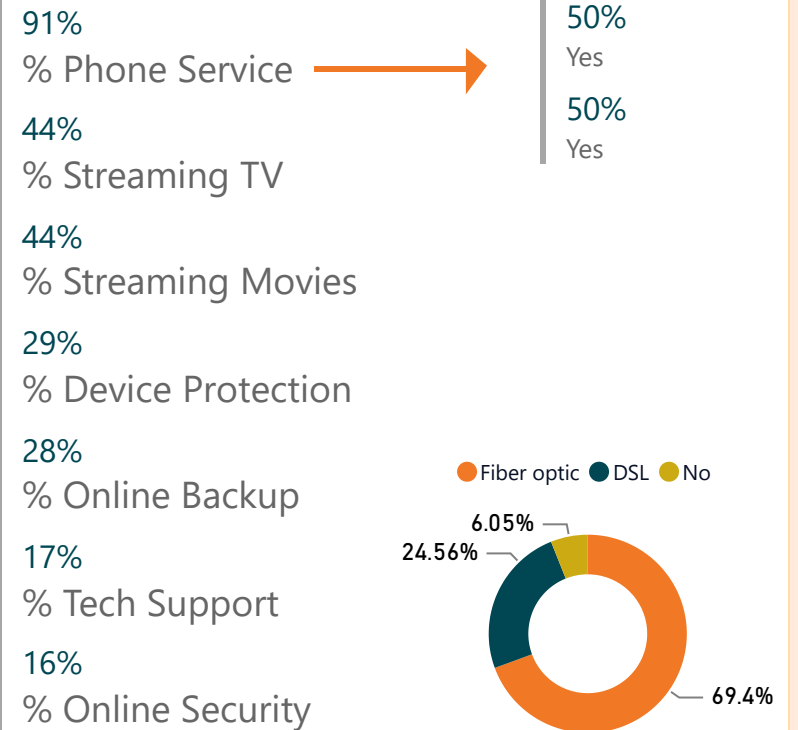 91%
% Phone Service
44%
% Streaming TV
44%
% Streaming Movies
29%
% Device Protection
28%
% Online Backup
17%
% Tech Support
16%
% Online Security
50%
Yes
50%
Yes
Fiber optic DSL No
6.05%
24.56%
69.4%